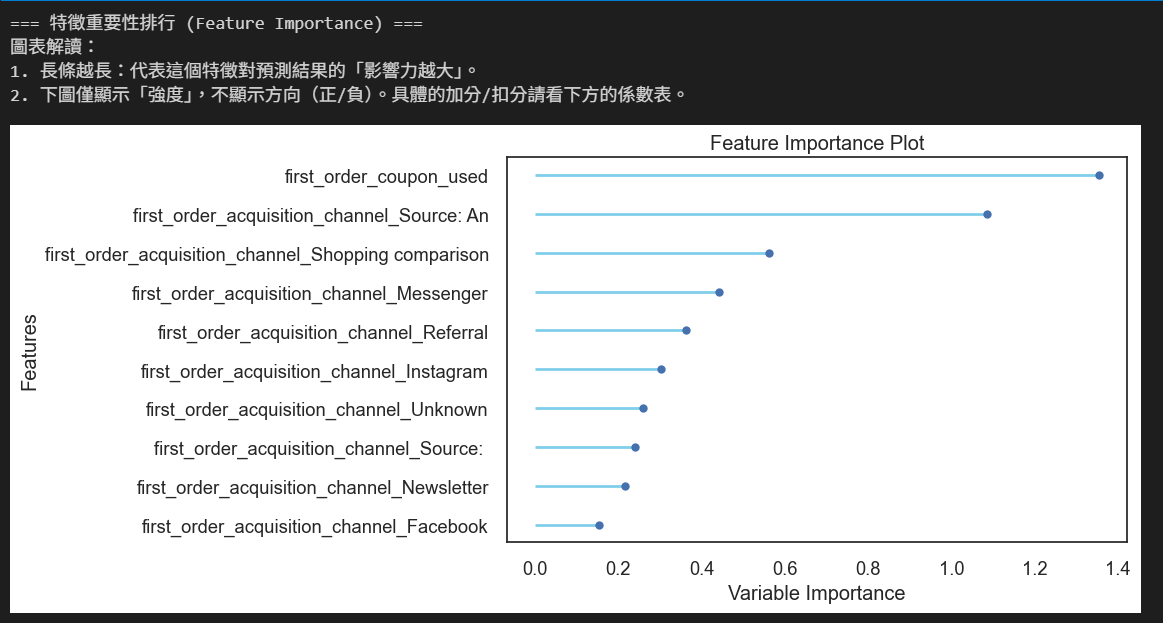 === 特徵重要性排行 (Feature Importance) ===
圖表解讀：
1. 長條越長：代表這個特徵對預測結果的「影響力越大」。
2. 下圖僅顯示「強度」，不顯示方向（正/負）。具體的加分/扣分請看下方的係數表。
Feature Importance Plot
first_order_coupon_used
first_order_acquisition_channel_Source: An
first_order_acquisition_channel_Shopping comparison
first_order_acquisition_channel_Messenger
first_order_acquisition_channel_Referral
first_order_acquisition_channel_Instagram
first_order_acquisition_channel_Unknown
first_order_acquisition_channel_Source:
first_order_acquisition_channel_Newsletter
first_order_acquisition_channel_Facebook
Features
0.0 0.2 0.4 0.6 0.8 1.0 1.2 1.4
Variable Importance